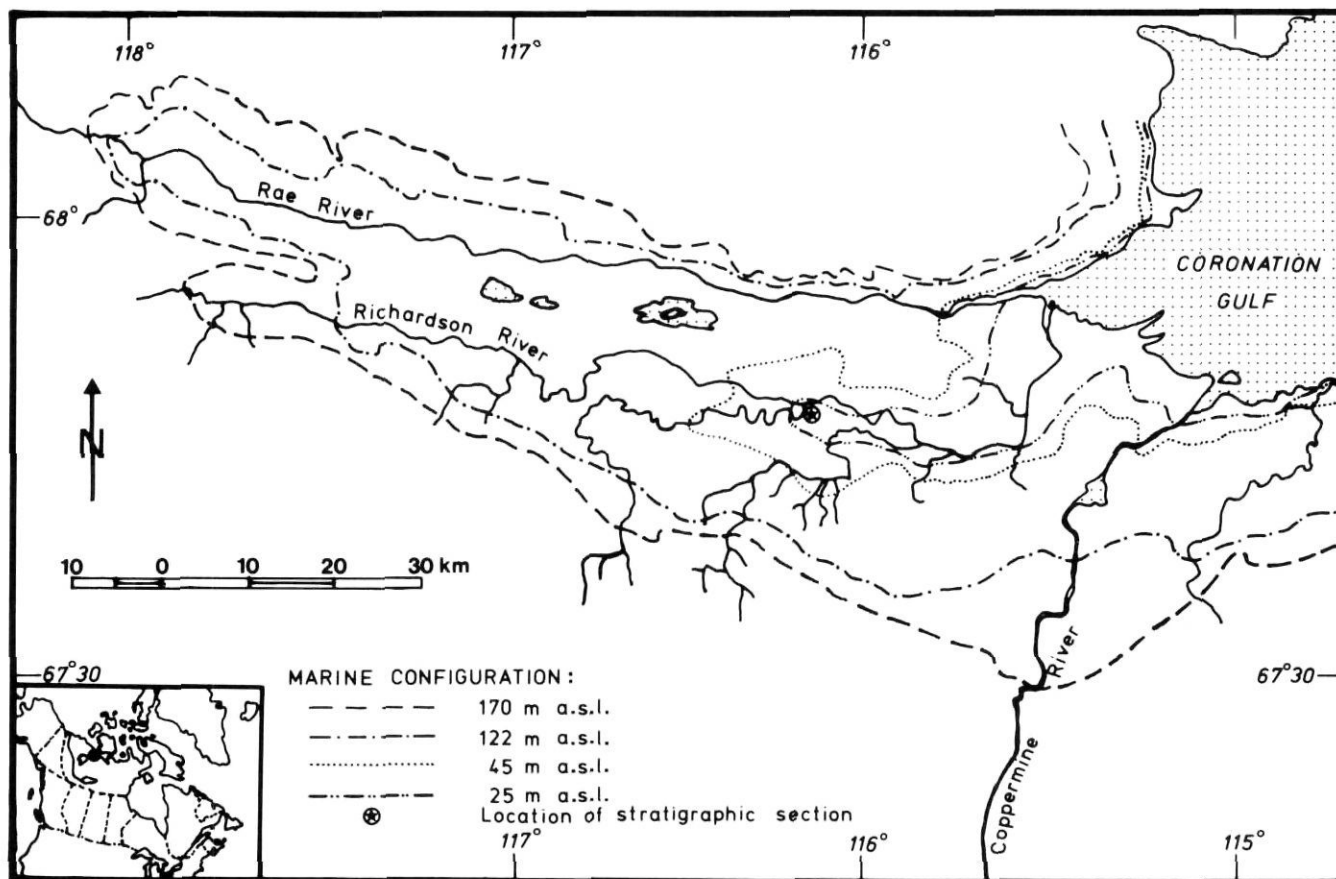 118°
117°
116°
Rae River
68°
CORONATION
GULF
Richardson River
N
10 0 10 20 30 km
67°30
67°30
MARINE CONFIGURATION:
170 m a.s.l.
122 m a.s.l.
45 m a.s.l.
25 m a.s.l.
Location of stratigraphic section
Coppermine River
117°
116°
115°